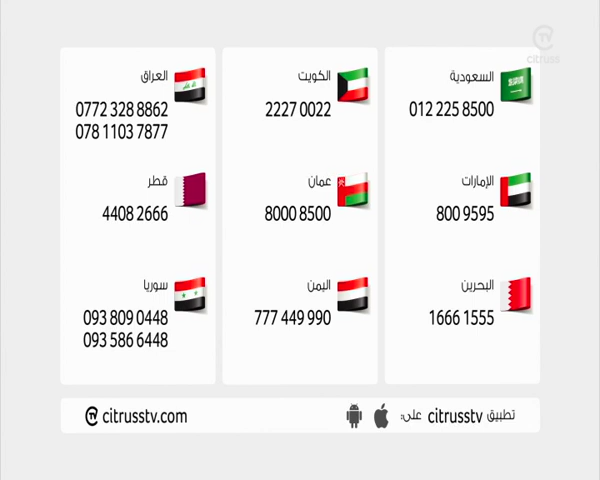 citruss TV
السعودية
012 225 8500
الإمارات
800 9595
البحرين
1666 1555
الكويت
2227 0022
عمان
8000 8500
اليمن
777 449 990
العراق
0772 328 8862
078 1103 7877
قطر
4408 2666
سوريا
093 809 0448
093 586 6448
تطبيق citrusstv على:
citrusstv.com